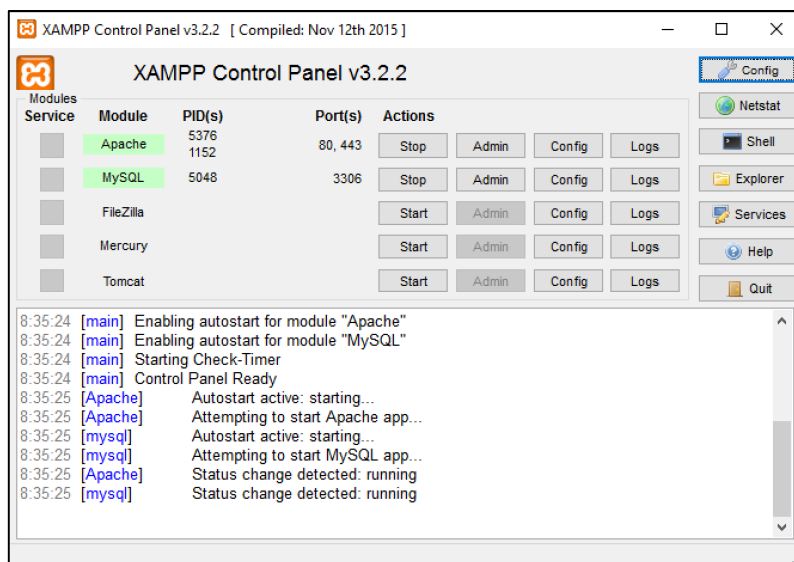 XAMPP Control Panel v3.2.2 [ Compiled: Nov 12th 2015 ]
XAMPP Control Panel v3.2.2
Config
Modules
Netstat
Service Module PID(s) Port(s) Actions
Apache 5376 1152 80, 443 Stop Admin Config Logs
Shell
MySQL 5048 3306 Stop Admin Config Logs
Explorer
FileZilla Start Admin Config Logs
Services
Mercury Start Admin Config Logs
Help
Tomcat Start Admin Config Logs
Quit
8:35:24 [main] Enabling autostart for module "Apache"
8:35:24 [main] Enabling autostart for module "MySQL"
8:35:24 [main] Starting Check-Timer
8:35:24 [main] Control Panel Ready
8:35:25 [Apache] Autostart active: starting...
8:35:25 [Apache] Attempting to start Apache app...
8:35:25 [mysql] Autostart active: starting...
8:35:25 [mysql] Attempting to start MySQL app...
8:35:25 [Apache] Status change detected: running
8:35:25 [mysql] Status change detected: running